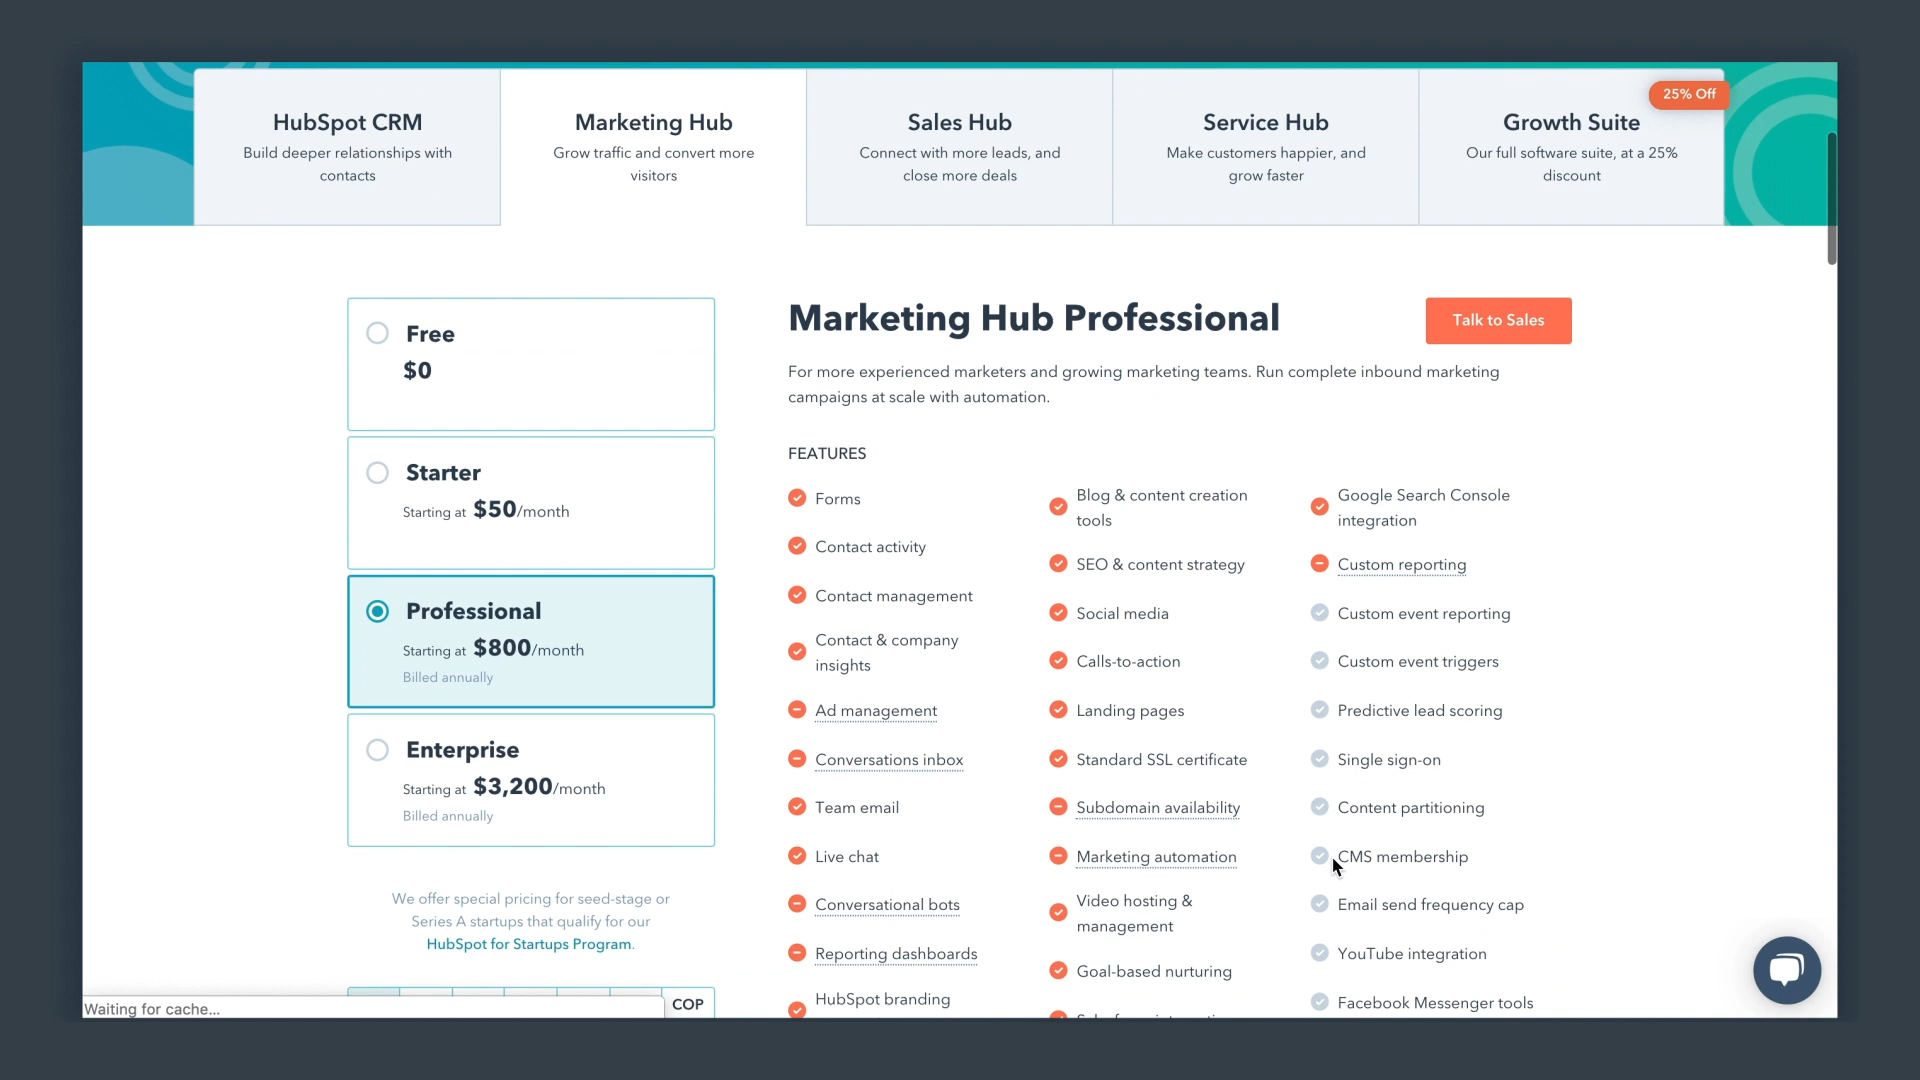 25% Off
HubSpot CRM
Build deeper relationships with
contacts
Marketing Hub
Grow traffic and convert more
visitors
Sales Hub
Connect with more leads, and
close more deals
Service Hub
Make customers happier, and
grow faster
Growth Suite
Our full software suite, at a 25%
discount
Free
$0
Starter
Starting at $50/month
Professional
Starting at $800/month
Billed annually
Enterprise
Starting at $3,200/month
Billed annually
We offer special pricing for seed-stage or
Series A startups that qualify for our
HubSpot for Startups Program.
COP
Waiting for cache...
Marketing Hub Professional
Talk to Sales
For more experienced marketers and growing marketing teams. Run complete inbound marketing
campaigns at scale with automation.
FEATURES
Forms
Contact activity
Contact management
Contact & company
insights
Ad management
Conversations inbox
Team email
Live chat
Conversational bots
Reporting dashboards
HubSpot branding
Blog & content creation
tools
SEO & content strategy
Social media
Calls-to-action
Landing pages
Standard SSL certificate
Subdomain availability
Marketing automation
Video hosting &
management
Goal-based nurturing
Google Search Console
integration
Custom reporting
Custom event reporting
Custom event triggers
Predictive lead scoring
Single sign-on
Content partitioning
CMS membership
Email send frequency cap
YouTube integration
Facebook Messenger tools